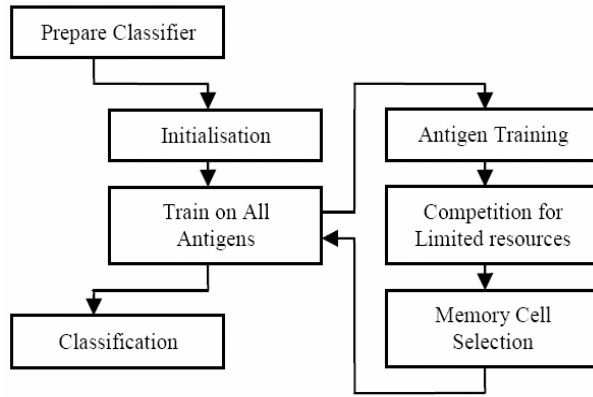 Prepare Classifier
Initialisation
Train on All
Antigens
Classification
Antigen Training
Competition for
Limited resources
Memory Cell
Selection